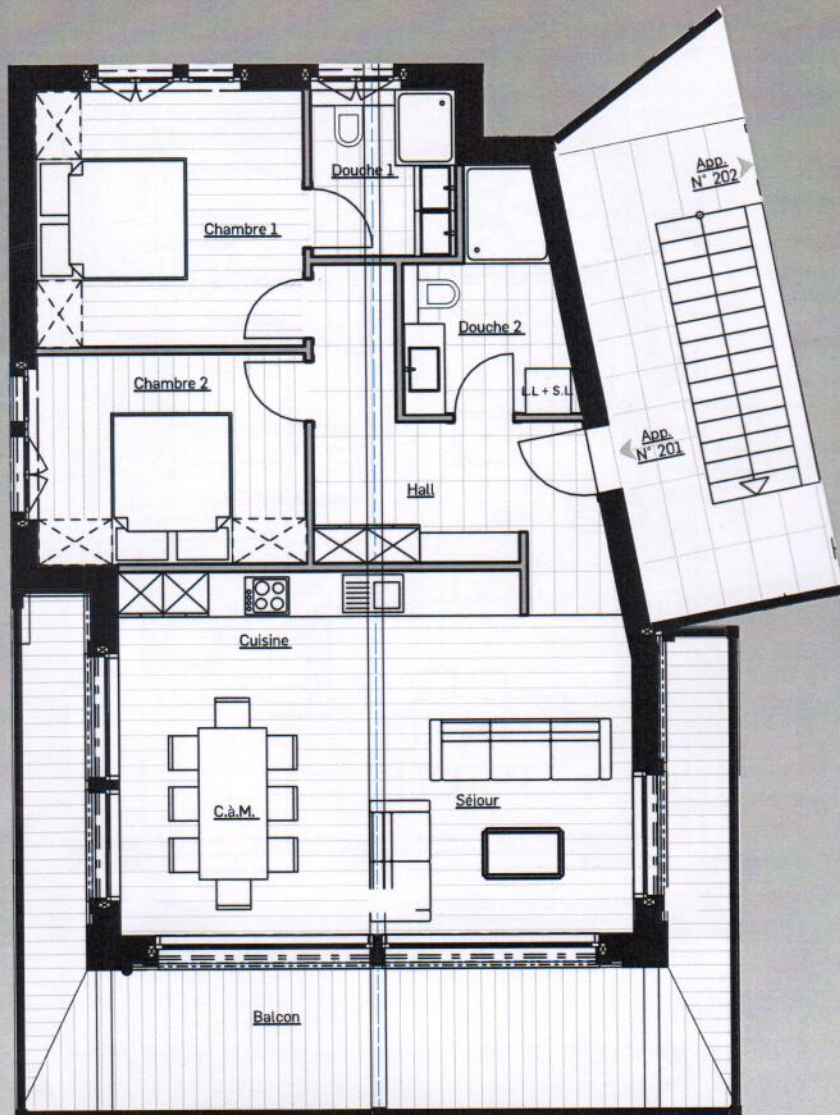 App.
N° 202
Douche 1
Chambre 1
Douche 2
Chambre 2
L.L + S.L
App.
N° 201
Hall
Cuisine
C.à.M.
Séjour
Balcon